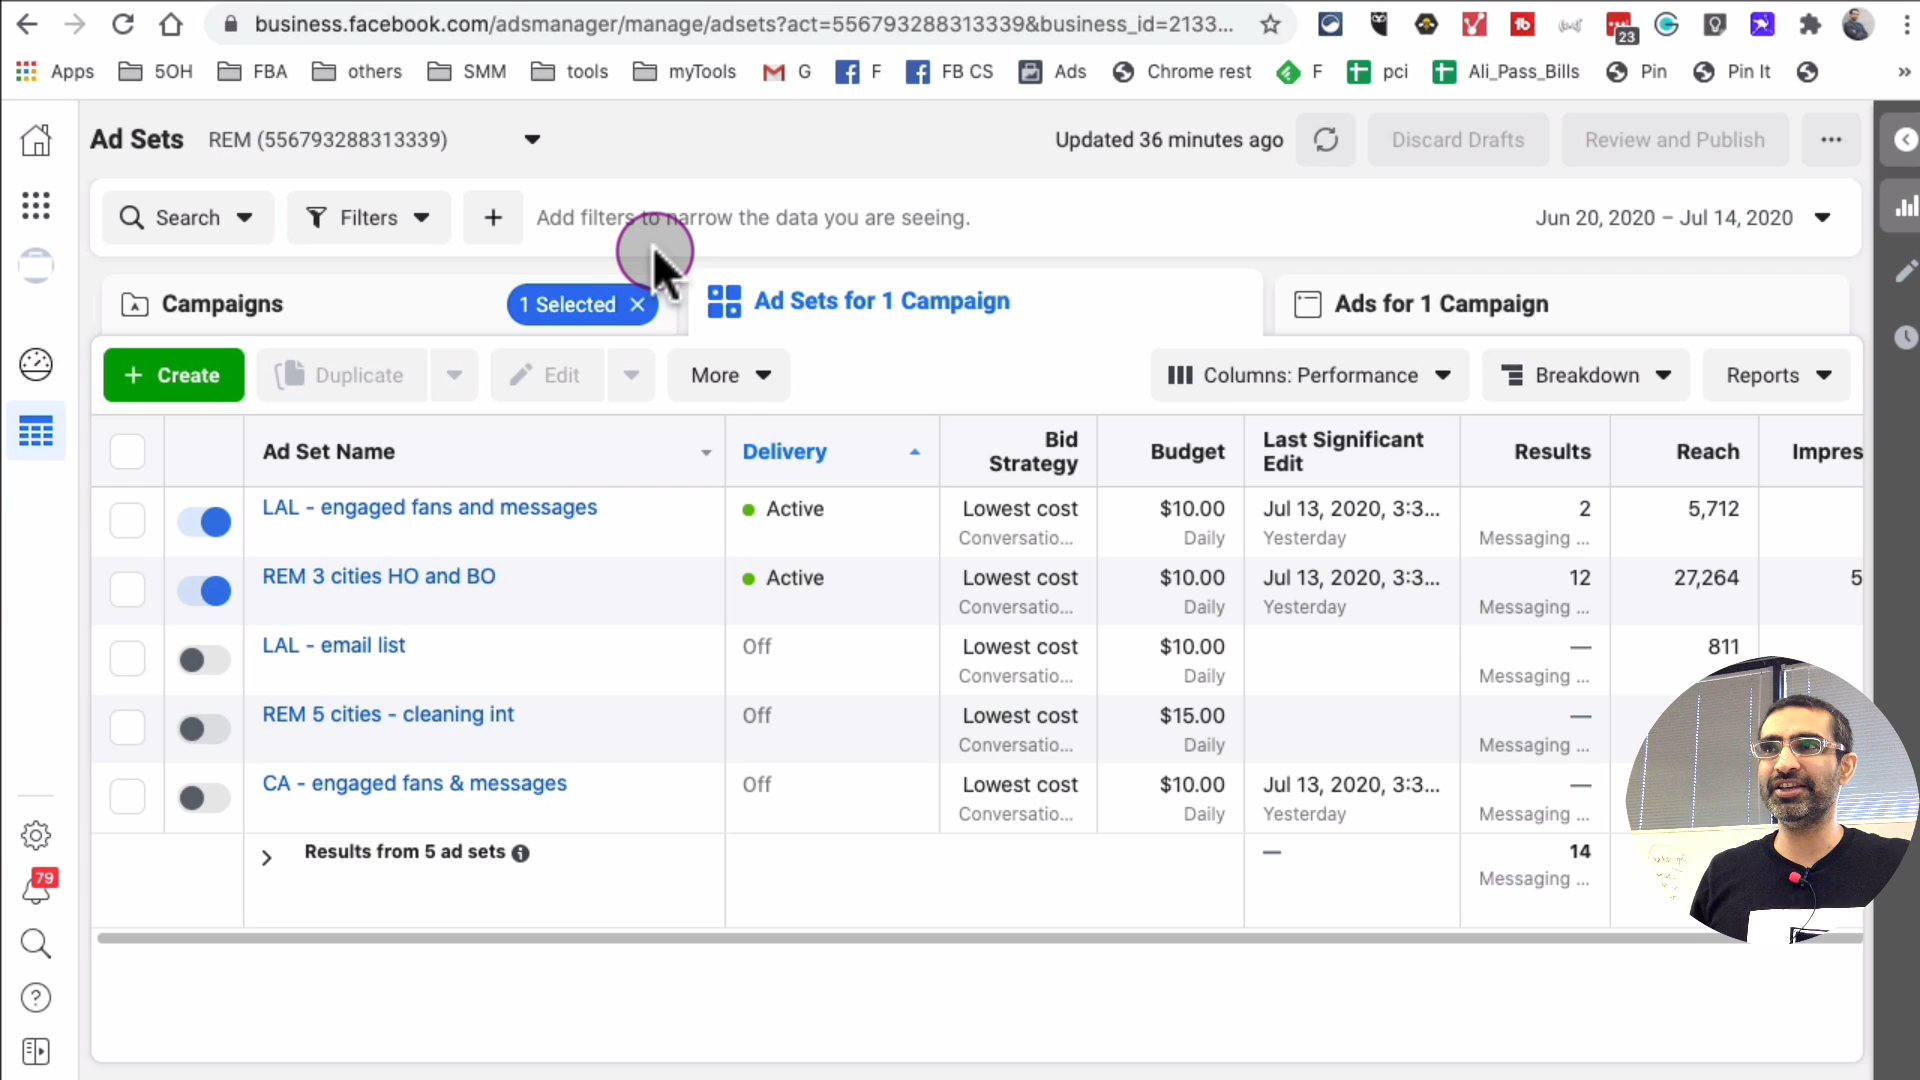 business.facebook.com/adsmanager/manage/adsets?act=556793288313339&business_id=2133...
23
Apps 5OH FBA others SMM tools myTools G F FB CS Ads Chrome rest F pci Ali_Pass_Bills Pin Pin It »
Ad Sets REM (556793288313339) Updated 36 minutes ago Discard Drafts Review and Publish ...
Search Filters + Add filters to narrow the data you are seeing. Jun 20, 2020 – Jul 14, 2020
Campaigns 1 Selected × Ad Sets for 1 Campaign Ads for 1 Campaign
+ Create Duplicate Edit More Columns: Performance Breakdown Reports
Ad Set Name Delivery Bid Strategy Budget Last Significant Edit Results Reach Impres
LAL - engaged fans and messages Active Lowest cost $10.00 Jul 13, 2020, 3:3... 2 5,712
Conversatio... Daily Yesterday Messaging ...
REM 3 cities HO and BO Active Lowest cost $10.00 Jul 13, 2020, 3:3... 12 27,264 5
Conversatio... Daily Yesterday Messaging ...
LAL - email list Off Lowest cost $10.00 — 811
Conversatio... Daily Messaging ...
REM 5 cities - cleaning int Off Lowest cost $15.00 —
Conversatio... Daily Messaging ...
CA - engaged fans & messages Off Lowest cost $10.00 Jul 13, 2020, 3:3... —
Conversatio... Daily Yesterday Messaging ...
Results from 5 ad sets — 14
Messaging ...
79